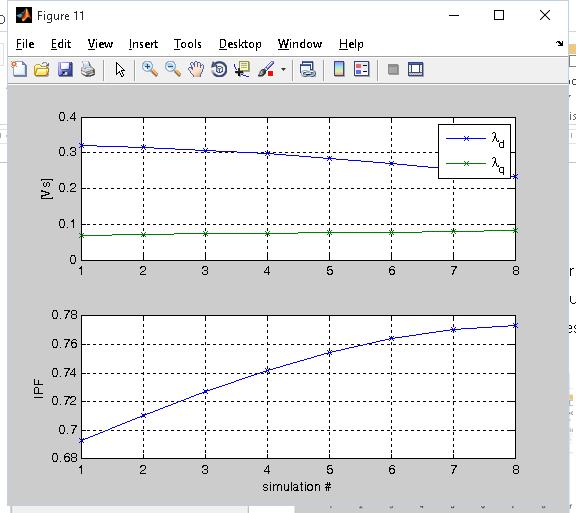 Figure 11
File Edit View Insert Tools Desktop Window Help
0.4
0.3
0.2
0.1
0
[Vs]
λd
λq
1 2 3 4 5 6 7 8
0.78
0.76
0.74
0.72
0.7
0.68
IPF
1 2 3 4 5 6 7 8
simulation #